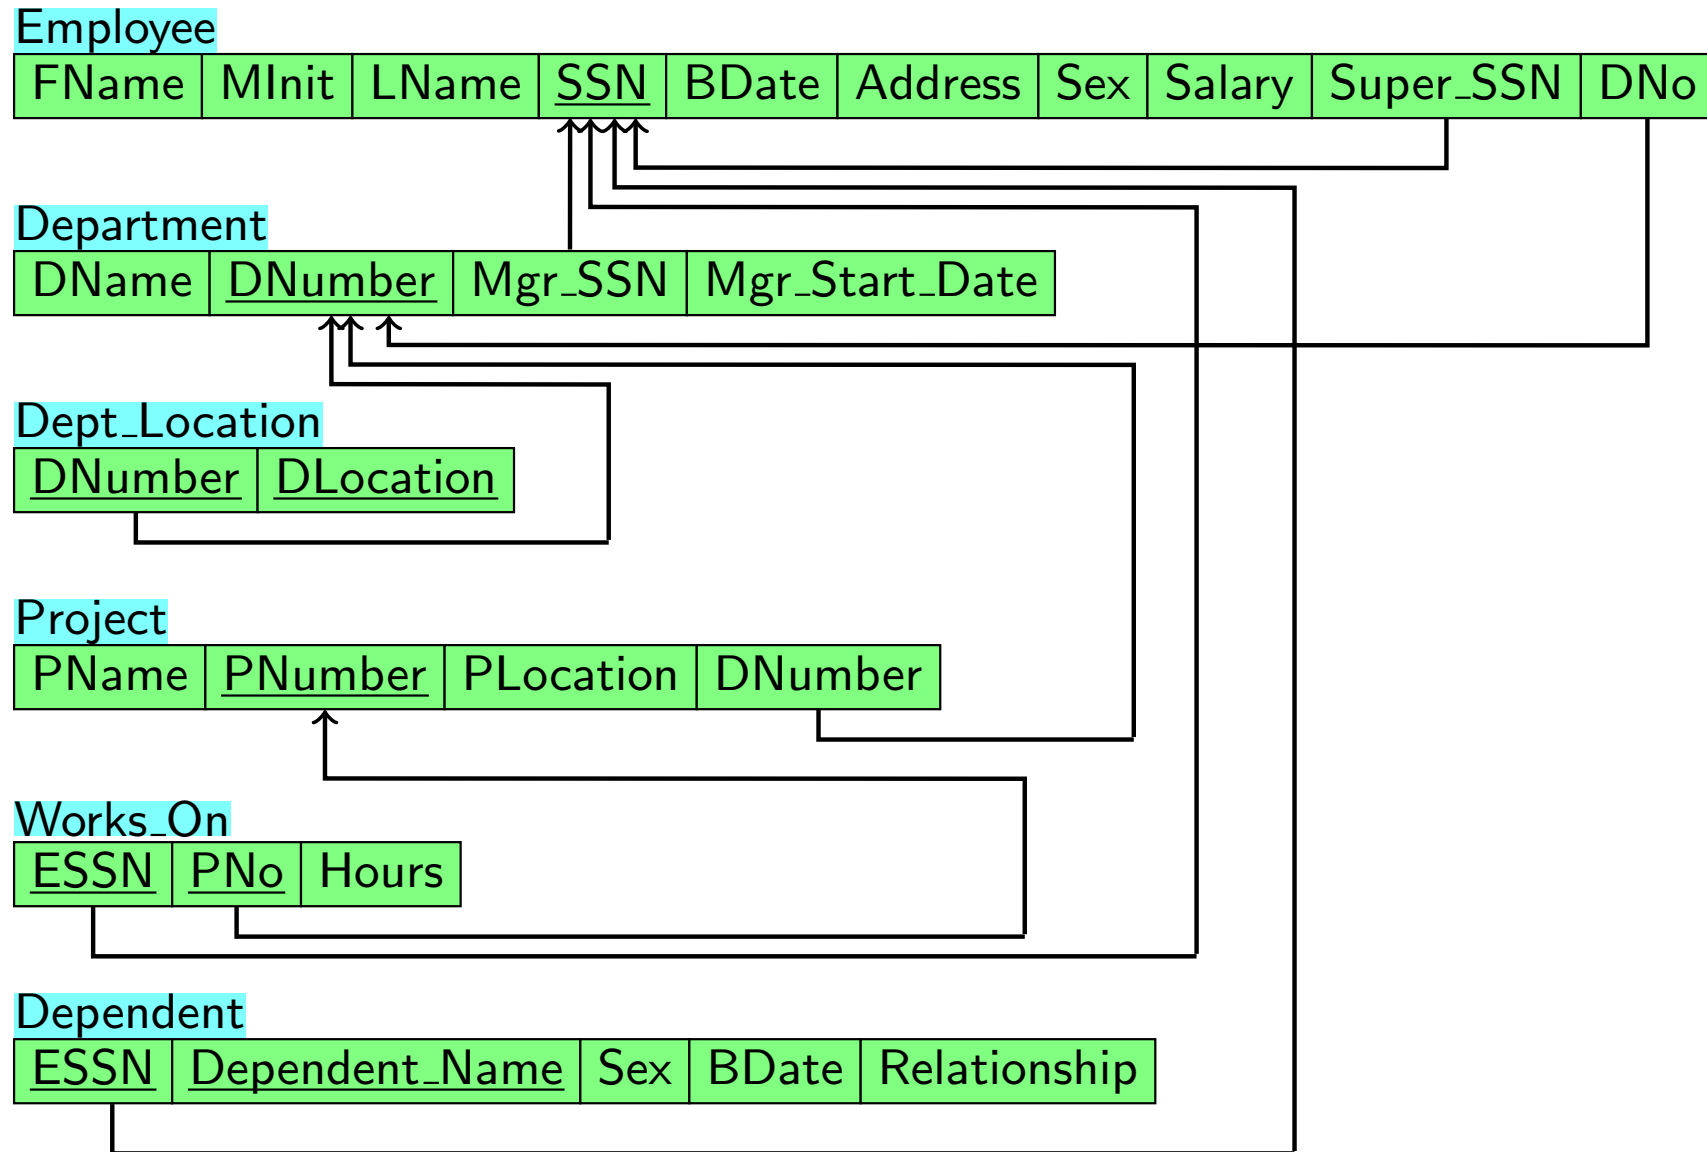 Employee
FName MInit LName SSN BDate Address Sex Salary Super_SSN DNo
Department
DName DNumber Mgr_SSN Mgr_Start_Date
Dept_Location
DNumber DLocation
Project
PName PNumber PLocation DNumber
Works_On
ESSN PNo Hours
Dependent
ESSN Dependent_Name Sex BDate Relationship